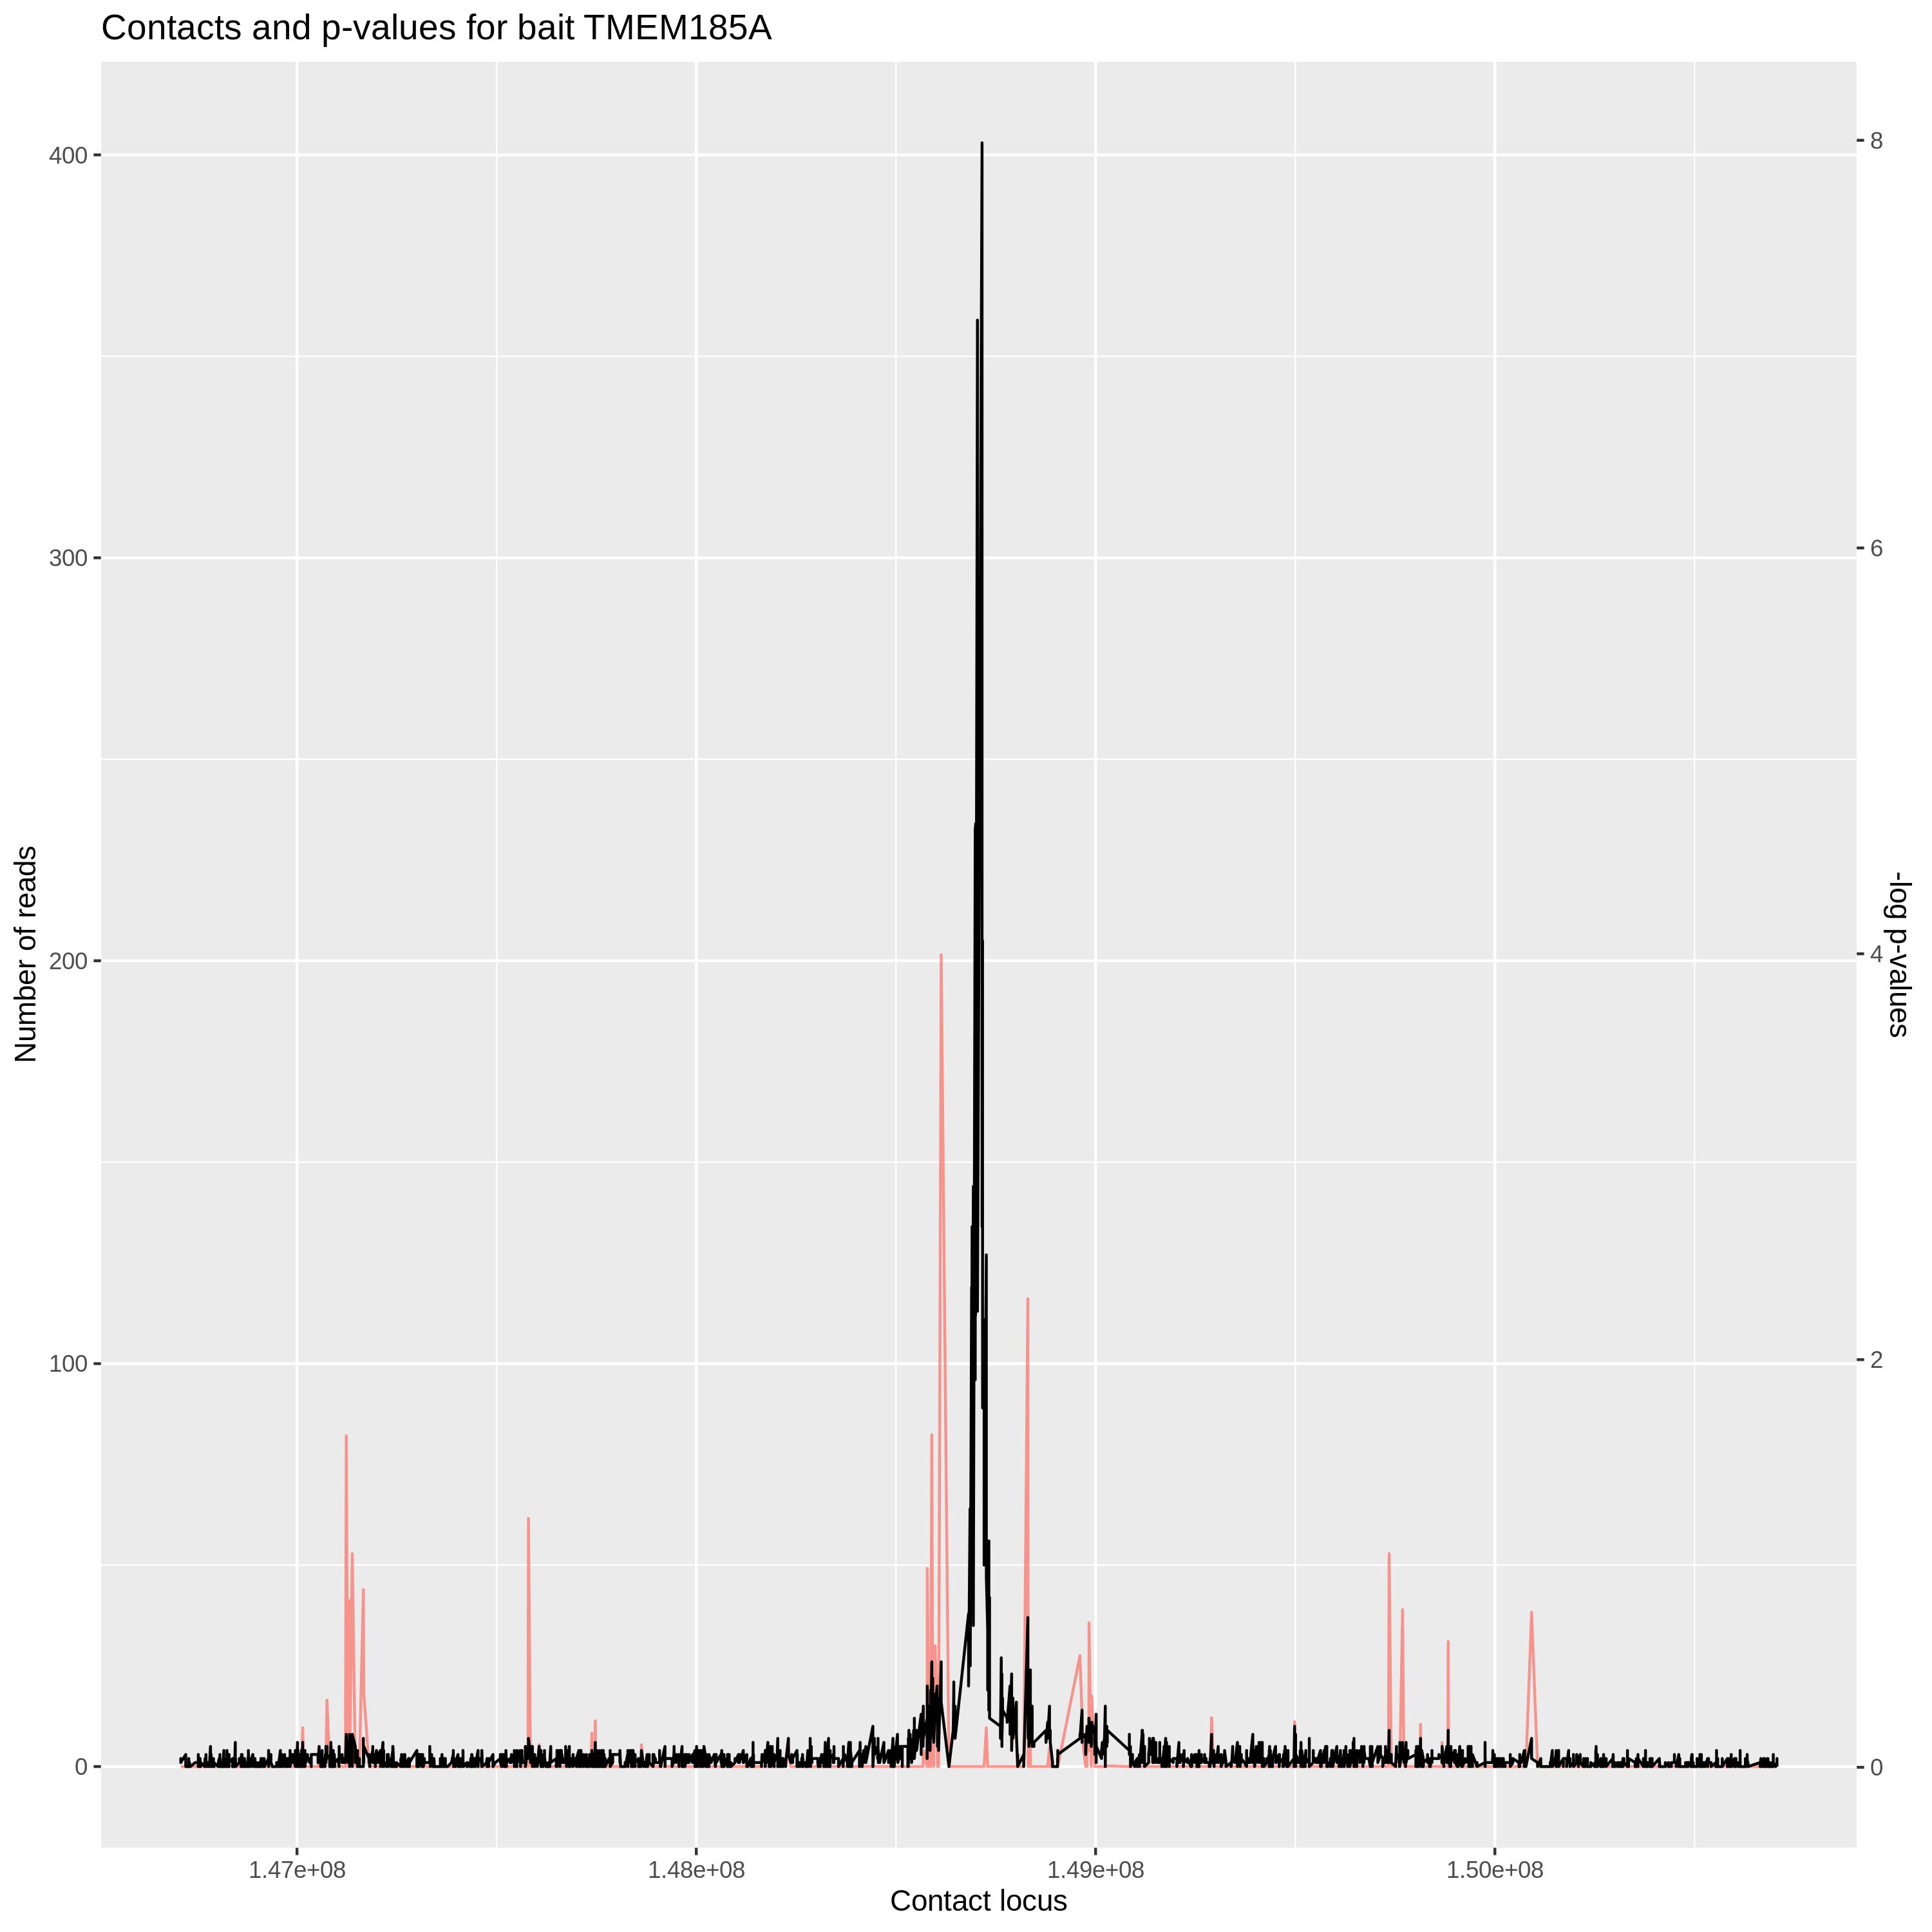 Contacts and p-values for bait TMEM185A
400
300
200
100
0
Number of reads
8
6
4
2
0
-log p-values
1.47e+08
1.48e+08
1.49e+08
1.50e+08
Contact locus